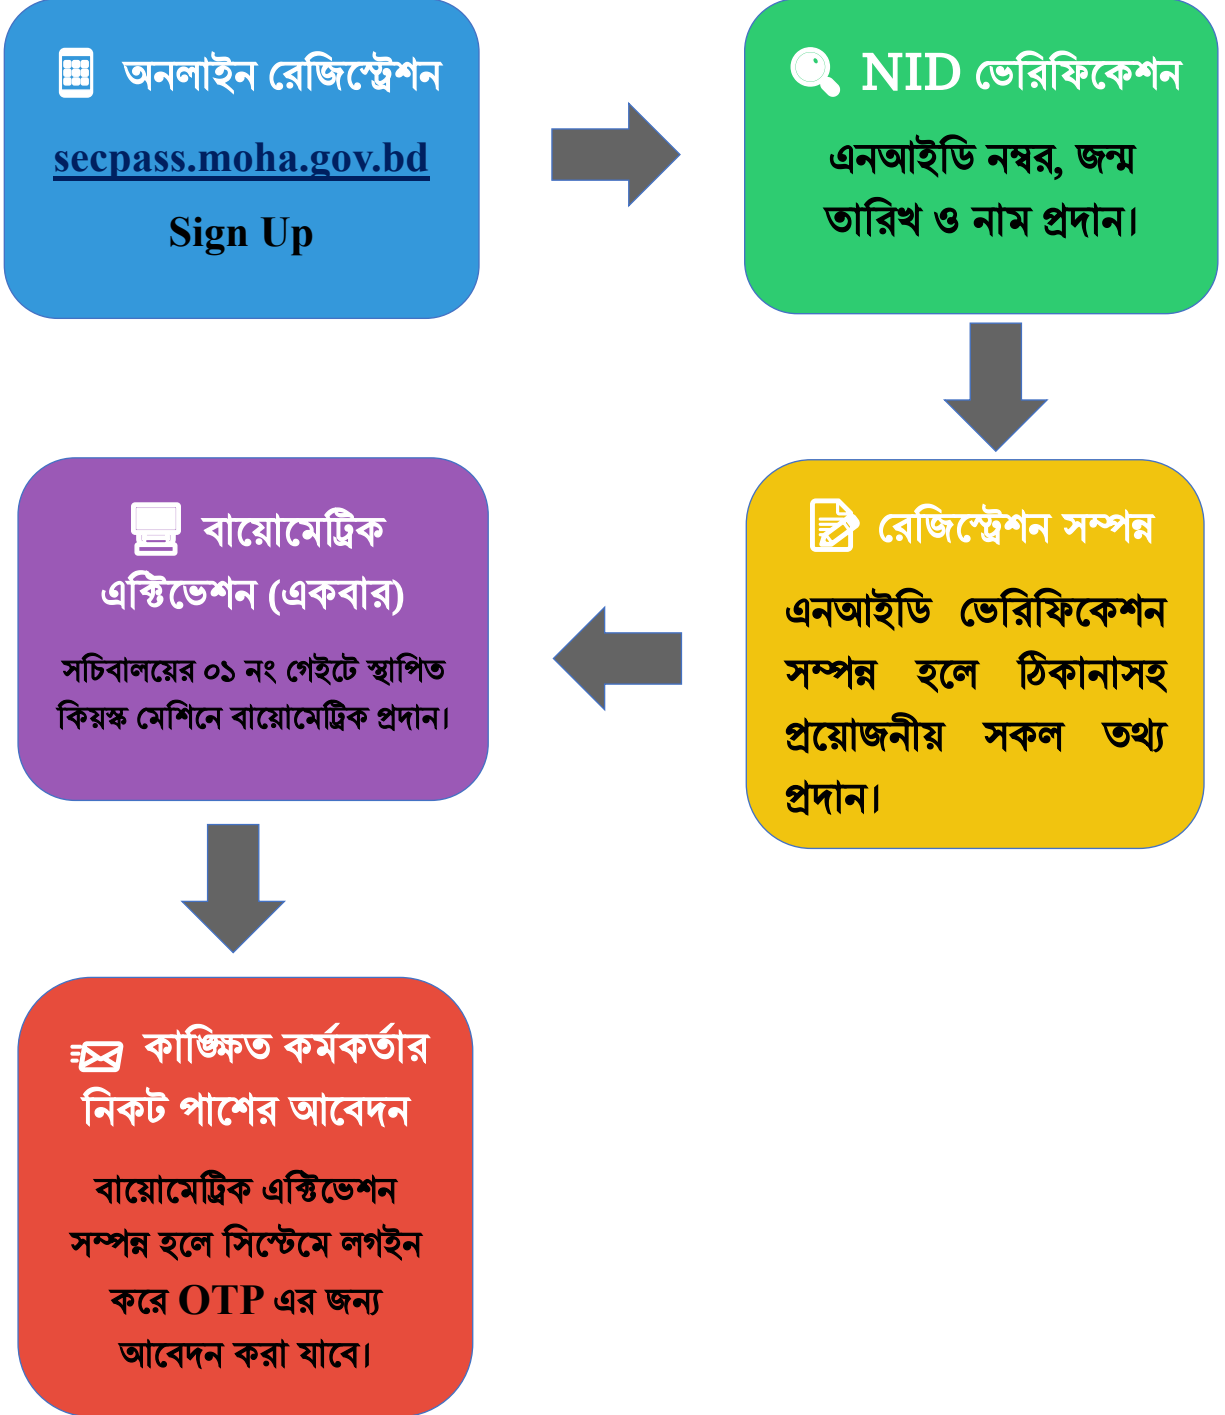 অনলাইন রেজিস্ট্রেশন
secpass.moha.gov.bd
Sign Up
NID ভেরিফিকেশন
এনআইডি নম্বর, জন্ম
তারিখ ও নাম প্রদান।
রেজিস্ট্রেশন সম্পন্ন
এনআইডি ভেরিফিকেশন
সম্পন্ন হলে ঠিকানাসহ
প্রয়োজনীয় সকল তথ্য
প্রদান।
বায়োমেট্রিক
এক্টিভেশন (একবার)
সচিবালয়ের ০১ নং গেইটে স্থাপিত
কিয়স্ক মেশিনে বায়োমেট্রিক প্রদান।
কাঙ্ক্ষিত কর্মকর্তার
নিকট পাশের আবেদন
বায়োমেট্রিক এক্টিভেশন
সম্পন্ন হলে সিস্টেমে লগইন
করে OTP এর জন্য
আবেদন করা যাবে।